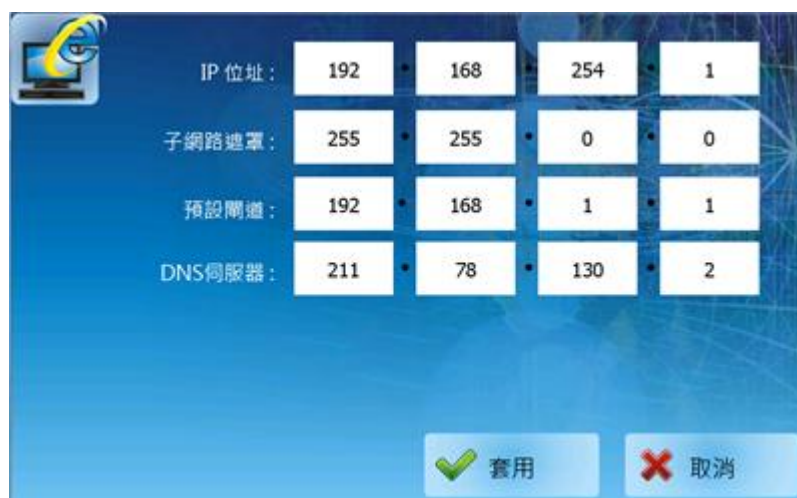 IP 位址 : 192 . 168 . 254 . 1
子網路遮罩 : 255 . 255 . 0 . 0
預設閘道 : 192 . 168 . 1 . 1
DNS伺服器 : 211 . 78 . 130 . 2
套用 取消